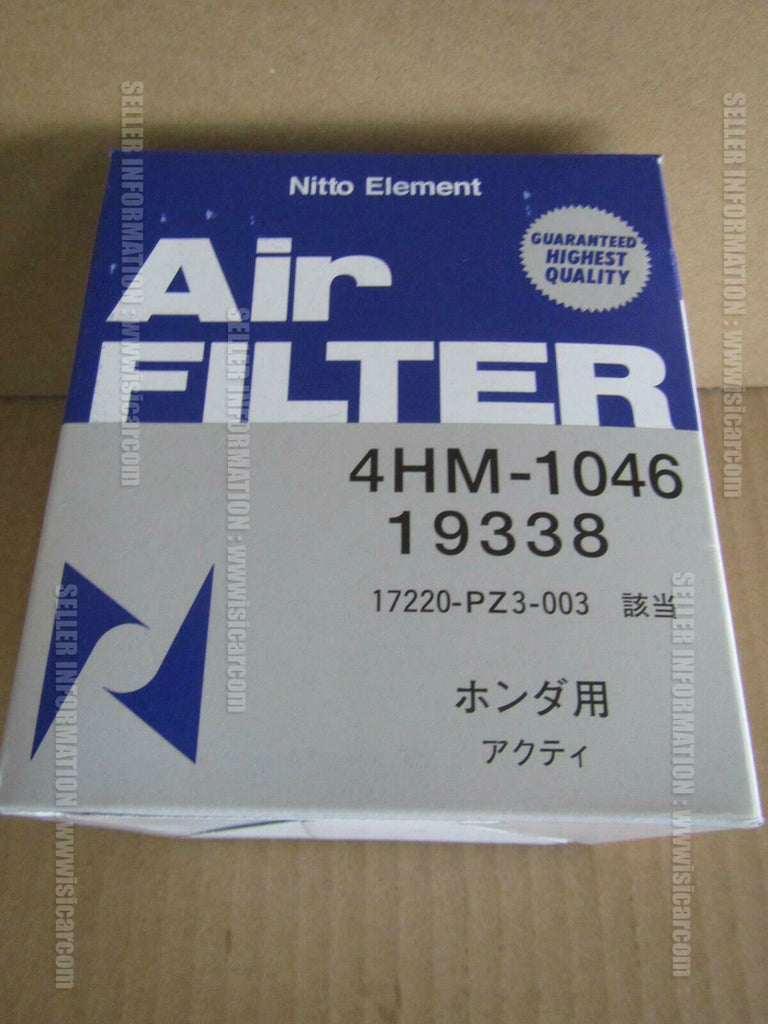 Nitto Element
GUARANTEED
HIGHEST
QUALITY
Air
FILTER
4HM-1046
19338
17220-PZ3-003 該当
ホンダ用
アクティ
SELLER INFORMATION : www.isicar.com
SELLER INFORMATION : www.isicar.com
SELLER INFORMATION : www.isicar.com
SELLER INFORMATION : www.isicar.com
SELLER INFORMATION : www.isicar.com